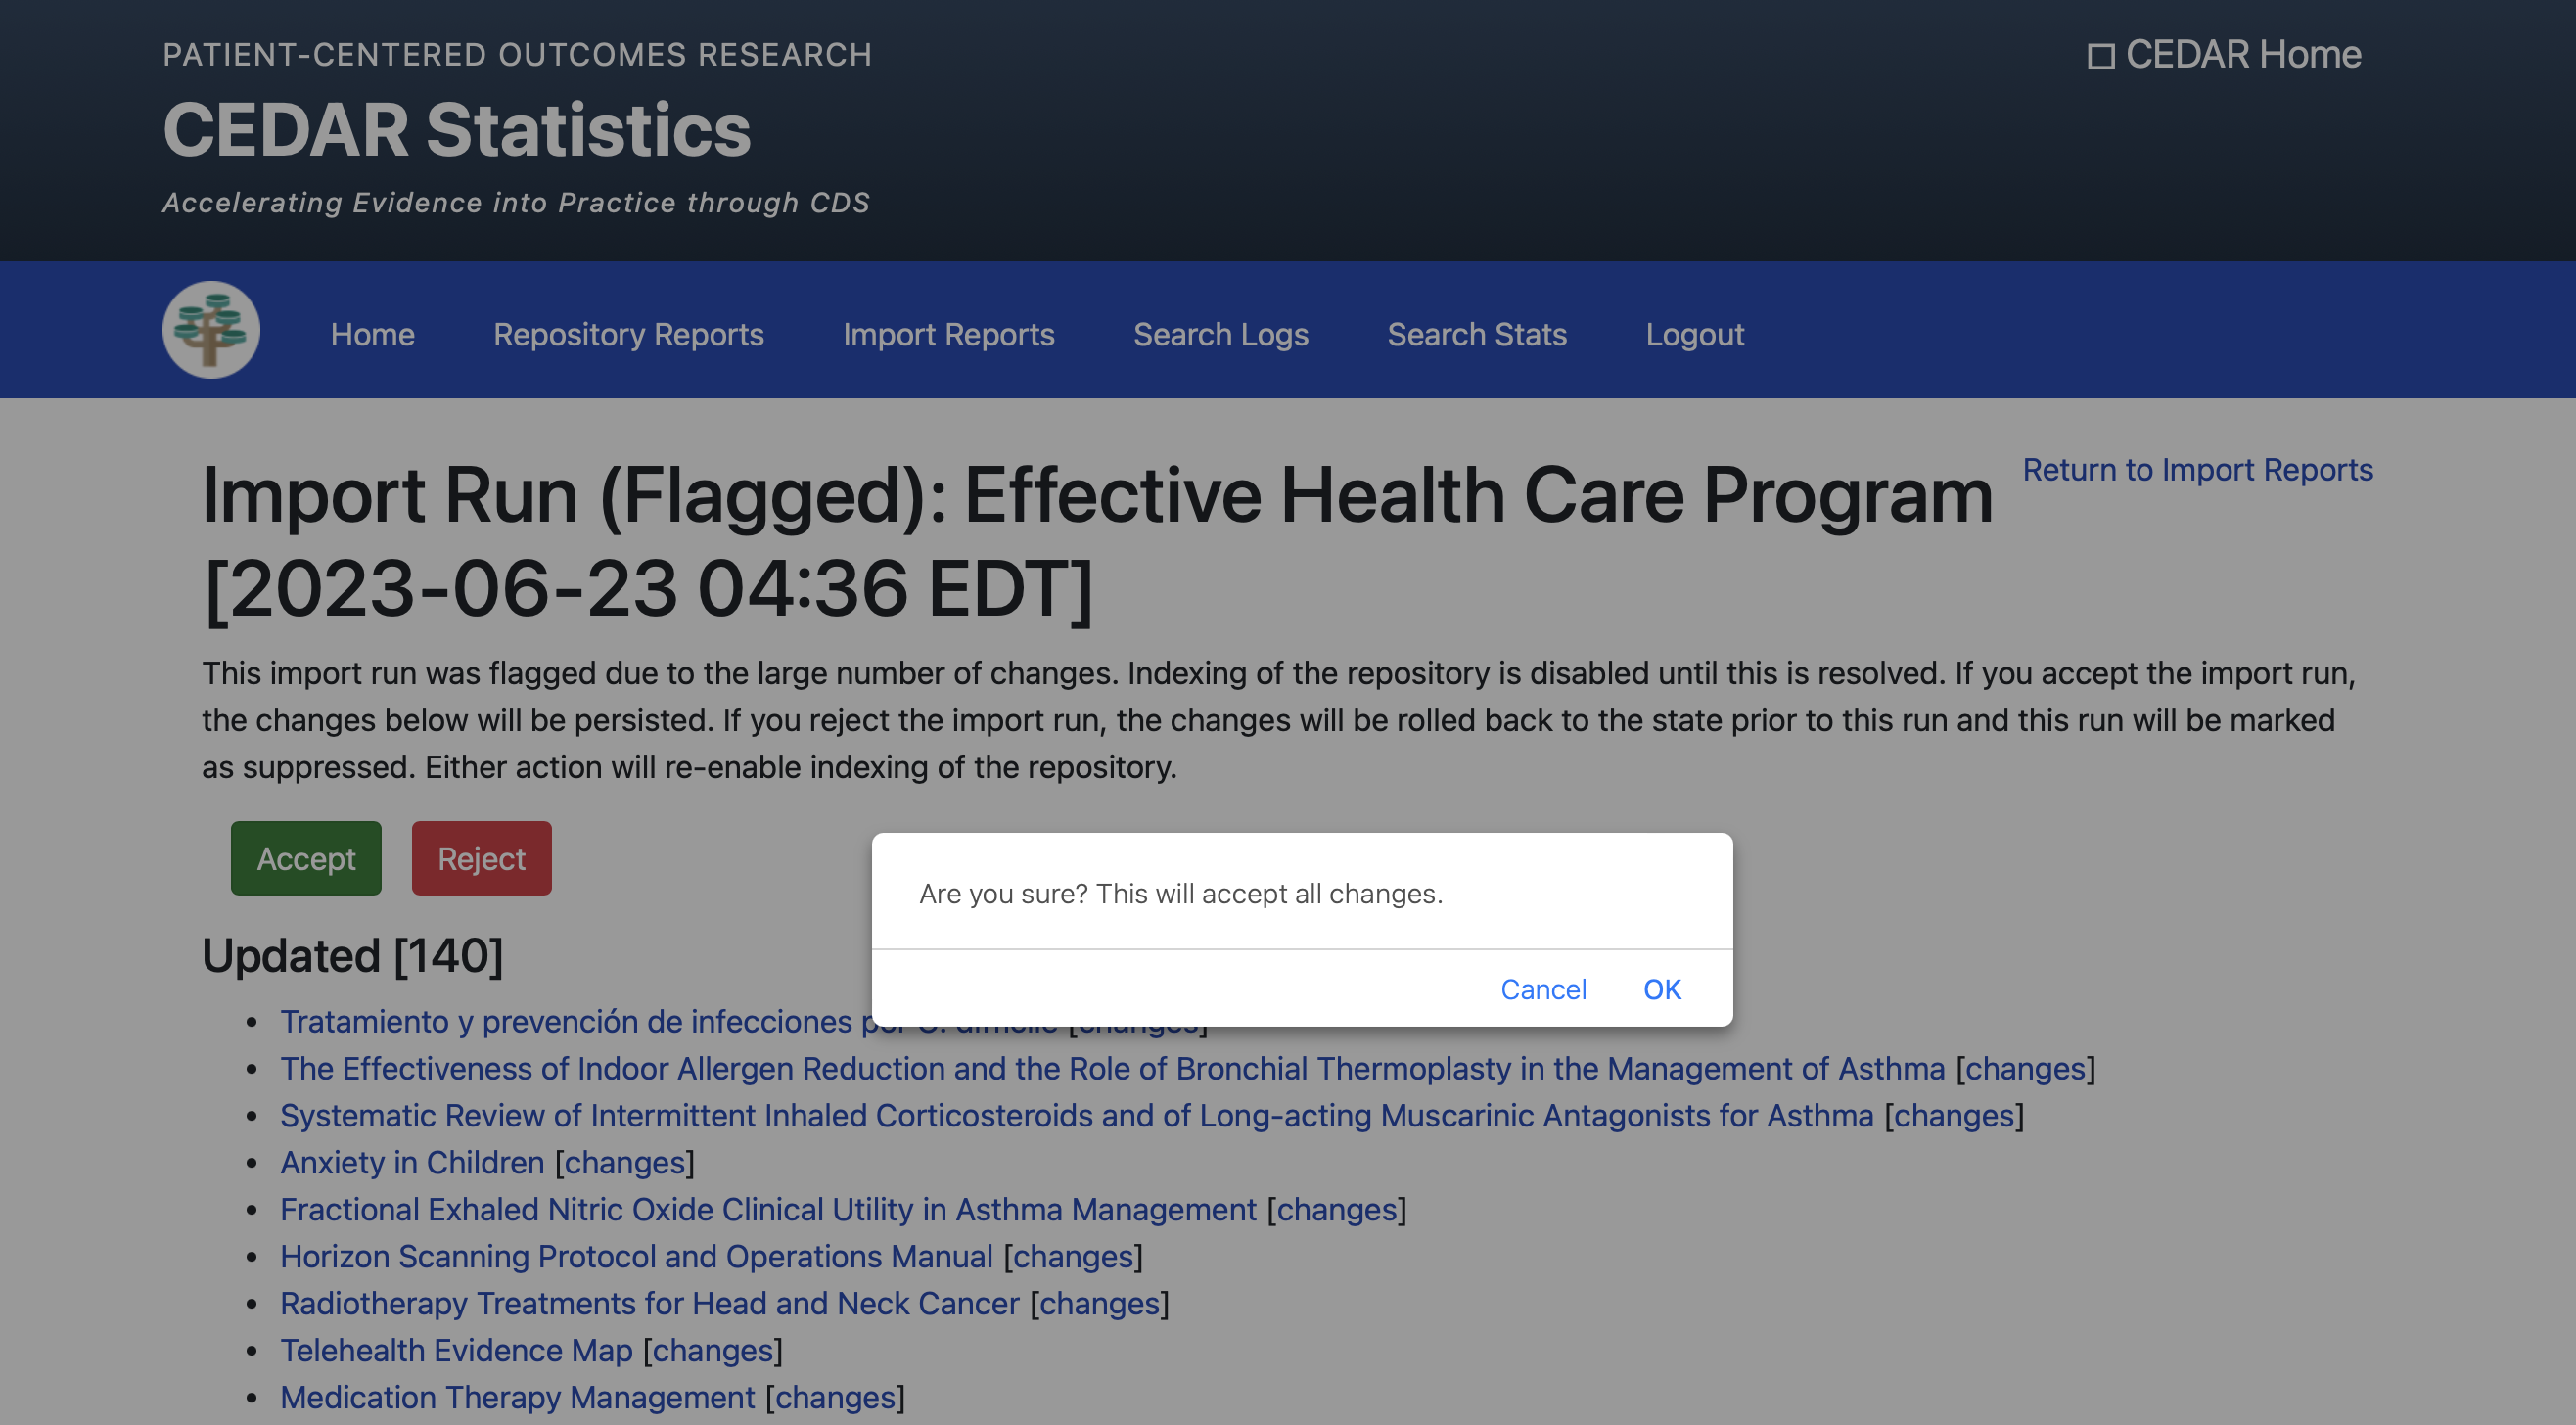 PATIENT-CENTERED OUTCOMES RESEARCH
CEDAR Home
CEDAR Statistics
Accelerating Evidence into Practice through CDS
Home Repository Reports Import Reports Search Logs Search Stats Logout
Import Run (Flagged): Effective Health Care Program
Return to Import Reports
[2023-06-23 04:36 EDT]
This import run was flagged due to the large number of changes. Indexing of the repository is disabled until this is resolved. If you accept the import run,
the changes below will be persisted. If you reject the import run, the changes will be rolled back to the state prior to this run and this run will be marked
as suppressed. Either action will re-enable indexing of the repository.
Accept Reject
Are you sure? This will accept all changes.
Cancel OK
Updated [140]
Tratamiento y prevención de infecciones
The Effectiveness of Indoor Allergen Reduction and the Role of Bronchial Thermoplasty in the Management of Asthma [changes]
Systematic Review of Intermittent Inhaled Corticosteroids and of Long-acting Muscarinic Antagonists for Asthma [changes]
Anxiety in Children [changes]
Fractional Exhaled Nitric Oxide Clinical Utility in Asthma Management [changes]
Horizon Scanning Protocol and Operations Manual [changes]
Radiotherapy Treatments for Head and Neck Cancer [changes]
Telehealth Evidence Map [changes]
Medication Therapy Management [changes]